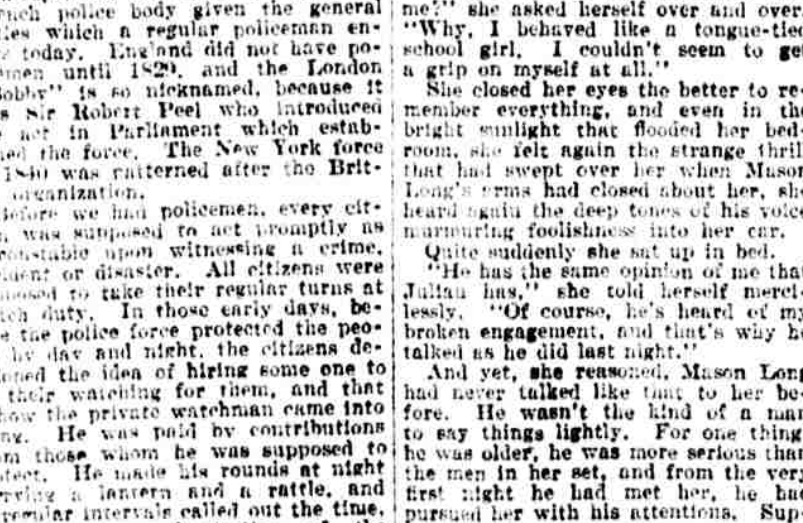 police body given the general
which a regular policeman en-
today. England did not have po-
until 1829, and the London
is so nicknamed, because it
Sir Robert Peel who introduced
act in Parliament which estab-
the force. The New York force
1840 was patterned after the Brit-
organization.
Before we had policemen, every cit-
was supposed to act promptly as
constable upon witnessing a crime,
or disaster. All citizens were
to take their regular turns at
duty. In those early days, be-
the police force protected the peo-
by day and night, the citizens de-
the idea of hiring some one to
their watching for them, and that
how the private watchman came into
He was paid by contributions
those whom he was supposed to
He made his rounds at night
a lantern and a rattle, and
regular intervals called out the time,
me?" she asked herself over and over.
"Why, I behaved like a tongue-tied
school girl. I couldn't seem to get
a grip on myself at all."
She closed her eyes the better to re-
member everything, and even in the
bright sunlight that flooded her bed-
room, she felt again the strange thrill
that had swept over her when Mason
Long's arms had closed about her, she
heard again the deep tones of his voice
murmuring foolishness into her ear.
Quite suddenly she sat up in bed.
"He has the same opinion of me that
Julian has," she told herself merci-
lessly. "Of course, he's heard of my
broken engagement, and that's why he
talked as he did last night."
And yet, she reasoned, Mason Long
had never talked like that to her be-
fore. He wasn't the kind of a man
to say things lightly. For one thing,
he was older, he was more serious than
the men in her set, and from the very
first night he had met her, he had
pursued her with his attentions.